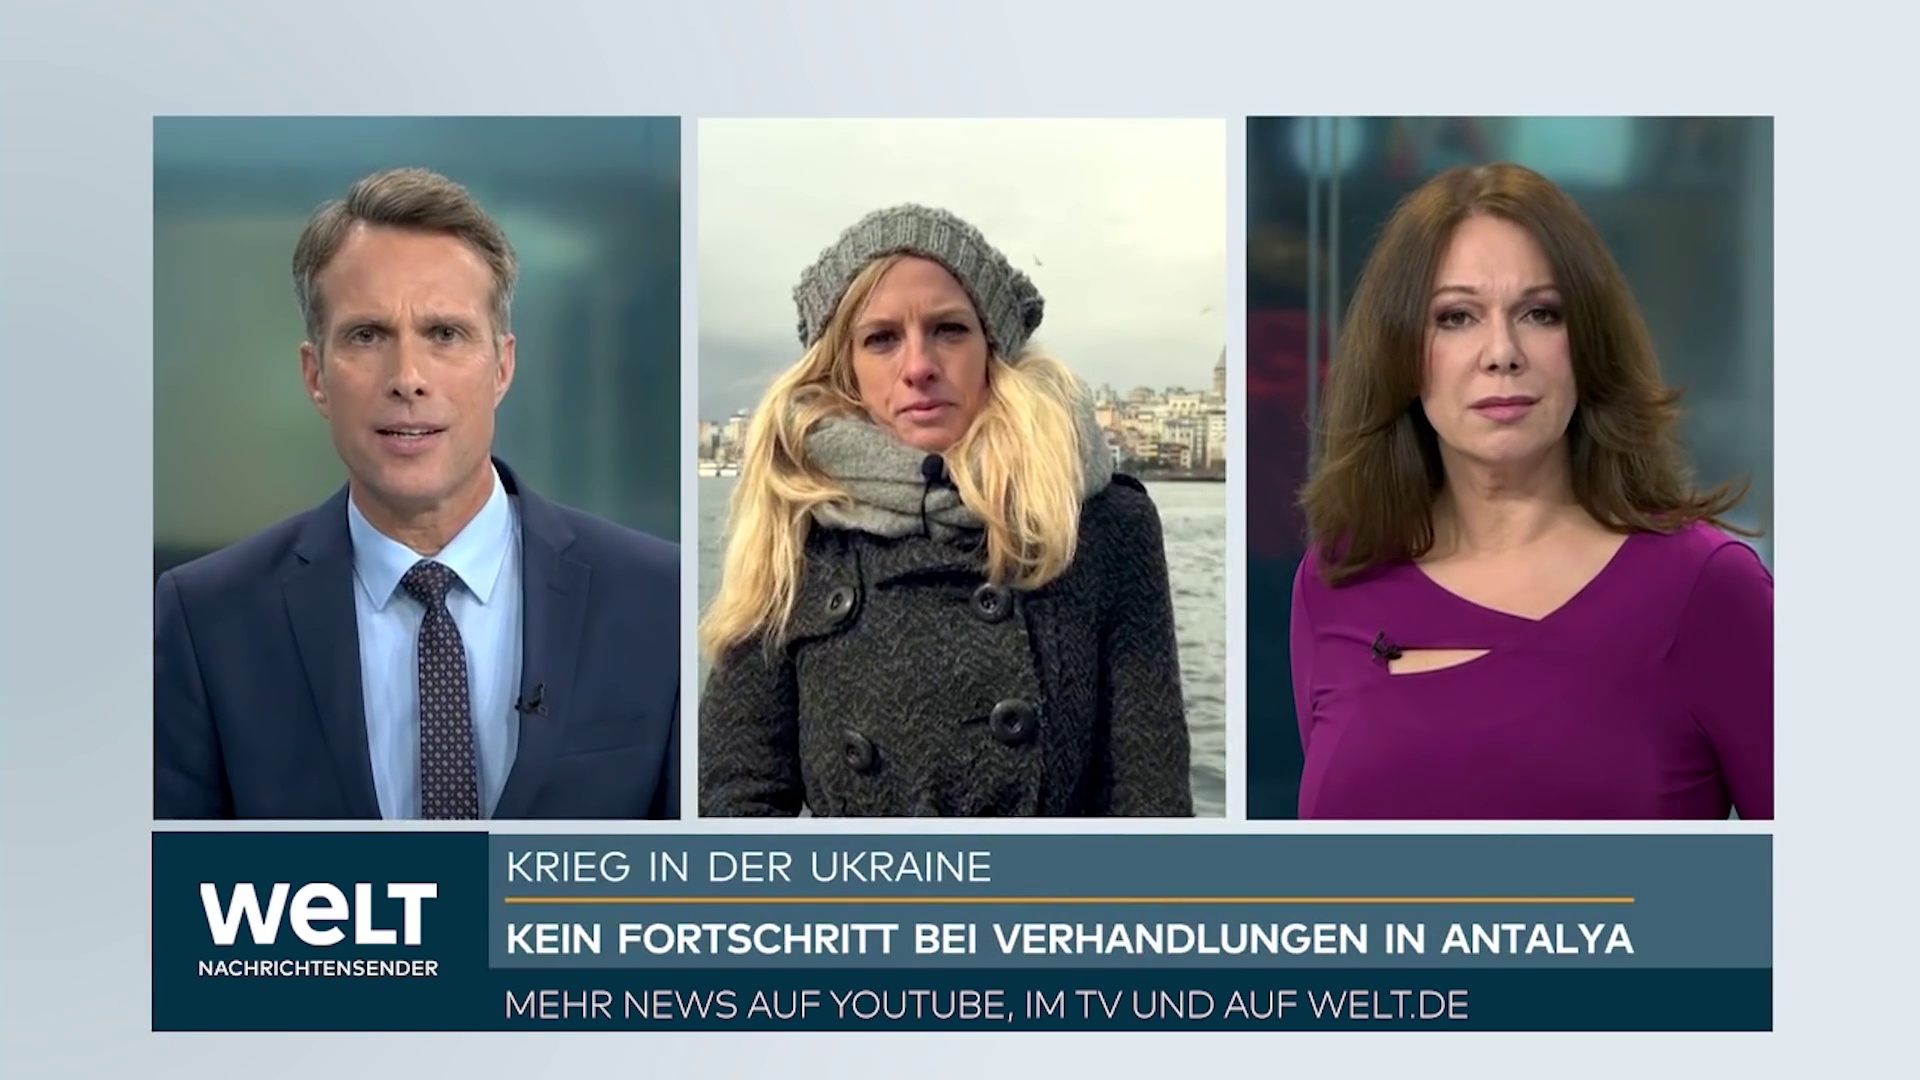 KRIEG IN DER UKRAINE
WELT
NACHRICHTENSENDER
KEIN FORTSCHRITT BEI VERHANDLUNGEN IN ANTALYA
MEHR NEWS AUF YOUTUBE, IM TV UND AUF WELT.DE